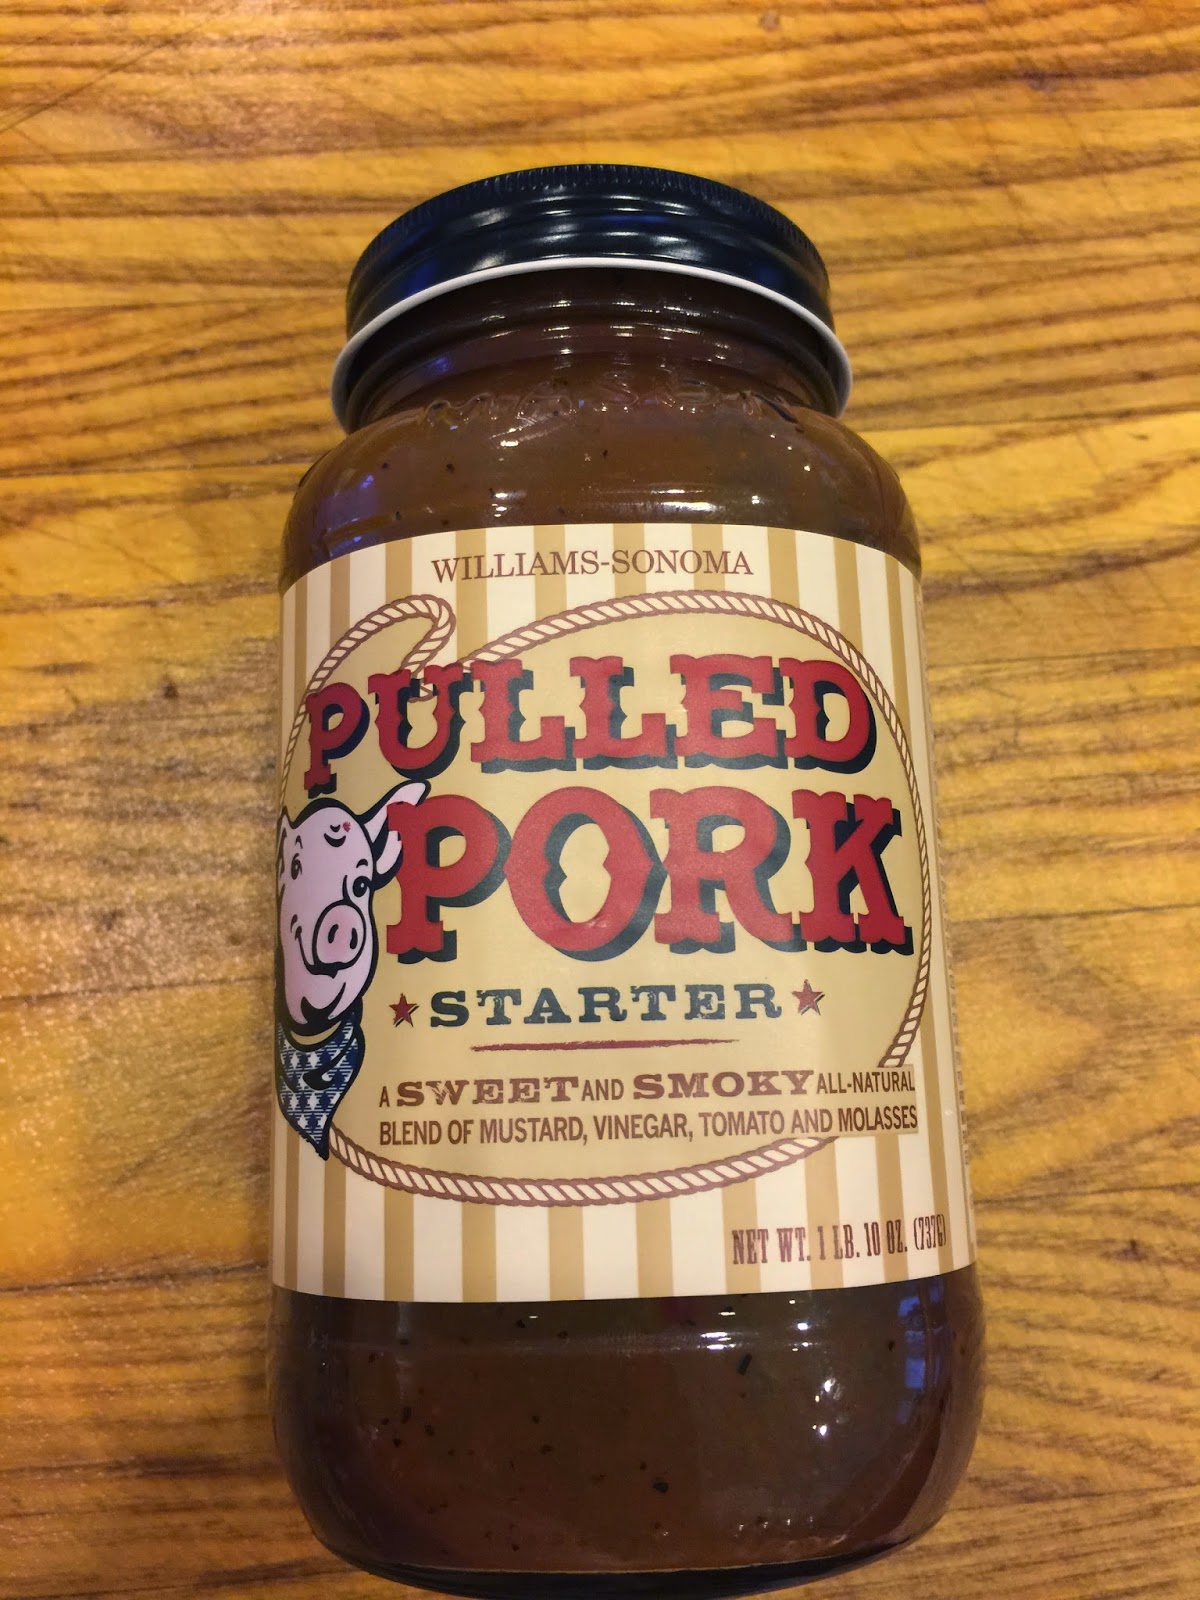 WILLIAMS-SONOMA
PULLED
PORK
STARTER
A SWEET AND SMOKY ALL-NATURAL
BLEND OF MUSTARD, VINEGAR, TOMATO AND MOLASSES
NET WT. 1 LB. 10 OZ. (737G)